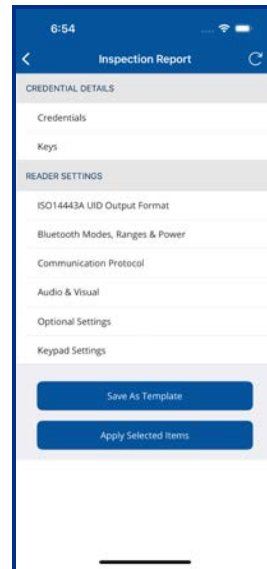 6:54
Inspection Report
CREDENTIAL DETAILS
Credentials
Keys
READER SETTINGS
ISO14443A UID Output Format
Bluetooth Modes, Ranges & Power
Communication Protocol
Audio & Visual
Optional Settings
Keypad Settings
Save As Template
Apply Selected Items